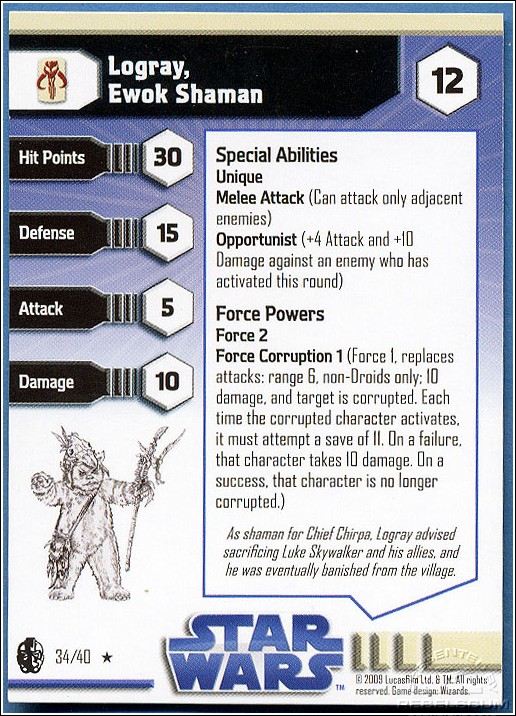 Logray,
Ewok Shaman
12
Hit Points 30
Defense 15
Attack 5
Damage 10
Special Abilities
Unique
Melee Attack (Can attack only adjacent
enemies)
Opportunist (+4 Attack and +10
Damage against an enemy who has
activated this round)
Force Powers
Force 2
Force Corruption 1 (Force 1, replaces
attacks: range 6, non-Droids only; 10
damage, and target is corrupted. Each
time the corrupted character activates,
it must attempt a save of 11. On a failure,
that character takes 10 damage. On a
success, that character is no longer
corrupted.)
As shaman for Chief Chirpa, Logray advised
sacrificing Luke Skywalker and his allies, and
he was eventually banished from the village.
34/40 ★
STAR
WARS™
© 2009 Lucasfilm Ltd. & TM. All rights
reserved. Game design: Wizards.
REBELSCUM